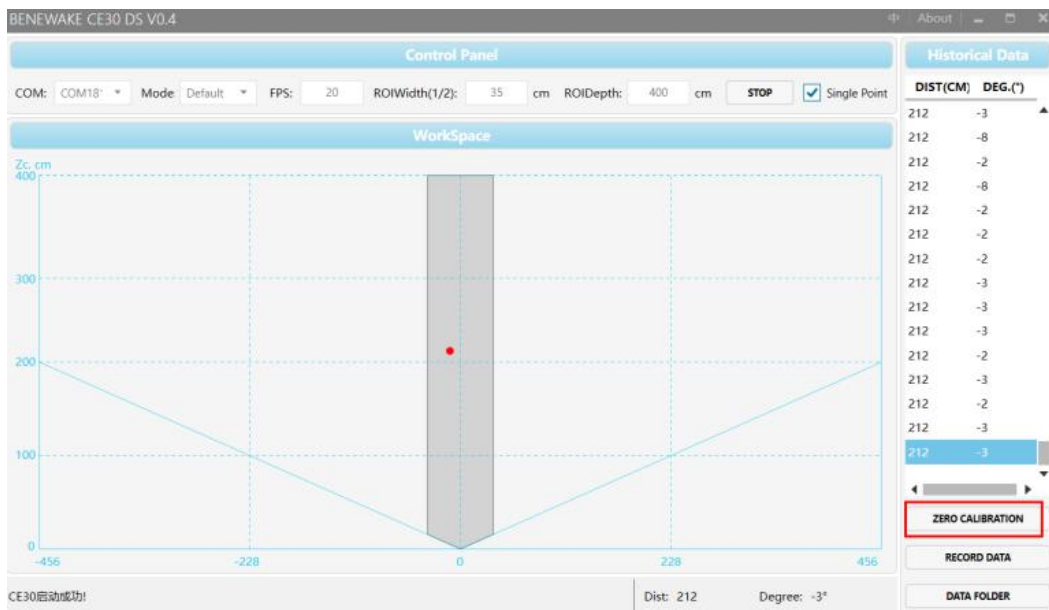 BENEWAKE CE30 DS V0.4 中 About
Control Panel
COM: COM18 Mode Default FPS: 20 ROIWidth(1/2): 35 cm ROIDepth: 400 cm STOP Single Point
WorkSpace
Zc, cm
400
300
200
100
0
-456 -228 0 228 456
Historical Data
DIST(CM) DEG.(°)
212 -3
212 -8
212 -2
212 -8
212 -2
212 -2
212 -2
212 -3
212 -3
212 -3
212 -2
212 -3
212 -2
212 -3
212 -3
ZERO CALIBRATION
RECORD DATA
DATA FOLDER
CE30启动成功! Dist: 212 Degree: -3°